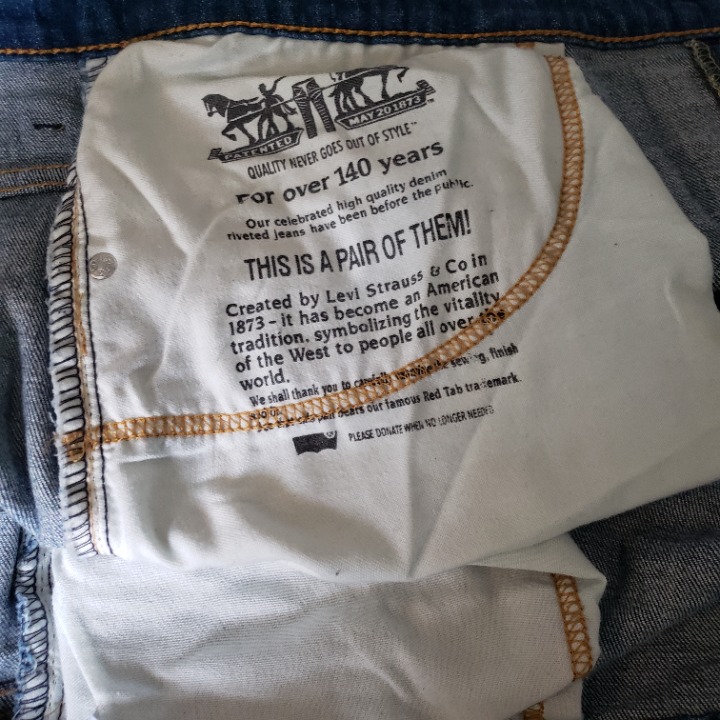 PATENTED MAY 20 1873
QUALITY NEVER GOES OUT OF STYLE™
For over 140 years
Our celebrated high quality denim
riveted jeans have been before the public.
THIS IS A PAIR OF THEM!
Created by Levi Strauss & Co in
1873 - it has become an American
tradition, symbolizing the vitality
of the West to people all over the
world.
We shall thank you to carefully examine the sewing, finish
our famous Red Tab trademark.
PLEASE DONATE WHEN NO LONGER NEEDED